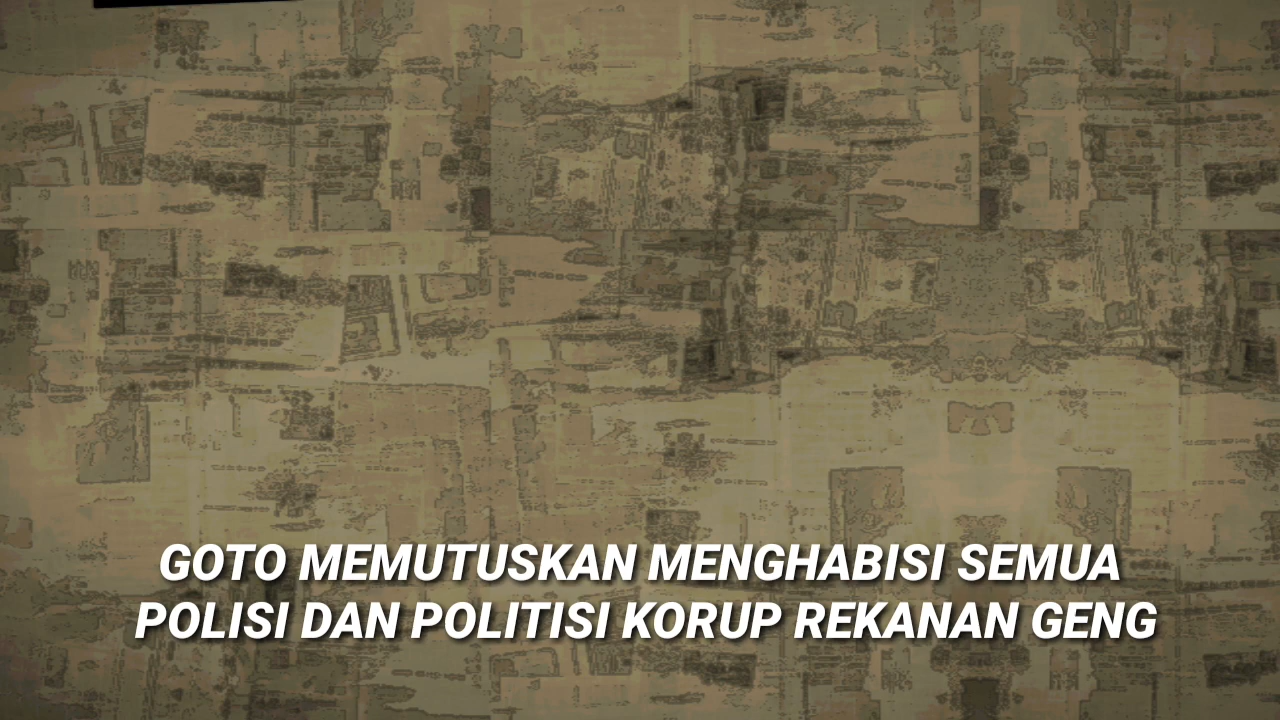 GOTO MEMUTUSKAN MENGHABISI SEMUA
POLISI DAN POLITISI KORUP REKANAN GENG